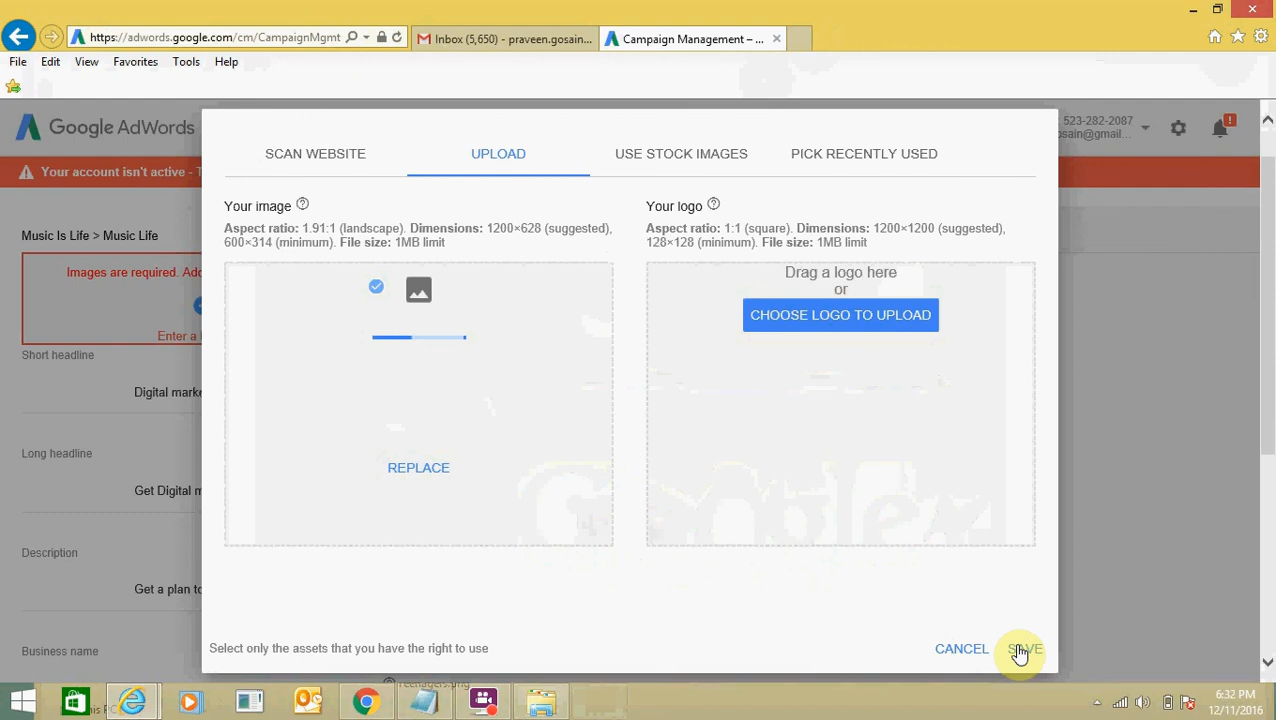 https://adwords.google.com/cm/CampaignMgmt
Inbox (5,650) - praveen.gosain...
Campaign Management – ...
File Edit View Favorites Tools Help
Google AdWords
523-282-2087
osain@gmail...
Your account isn't active - T
SCAN WEBSITE
UPLOAD
USE STOCK IMAGES
PICK RECENTLY USED
Music Is Life > Music Life
Images are required. Add
Enter a l
Short headline
Digital marke
Long headline
Get Digital m
Description
Get a plan to
Business name
Your image
Aspect ratio: 1.91:1 (landscape). Dimensions: 1200×628 (suggested),
600×314 (minimum). File size: 1MB limit
REPLACE
Your logo
Aspect ratio: 1:1 (square). Dimensions: 1200×1200 (suggested),
128×128 (minimum). File size: 1MB limit
Drag a logo here
or
CHOOSE LOGO TO UPLOAD
Select only the assets that you have the right to use
CANCEL
SAVE
6:32 PM
12/11/2016